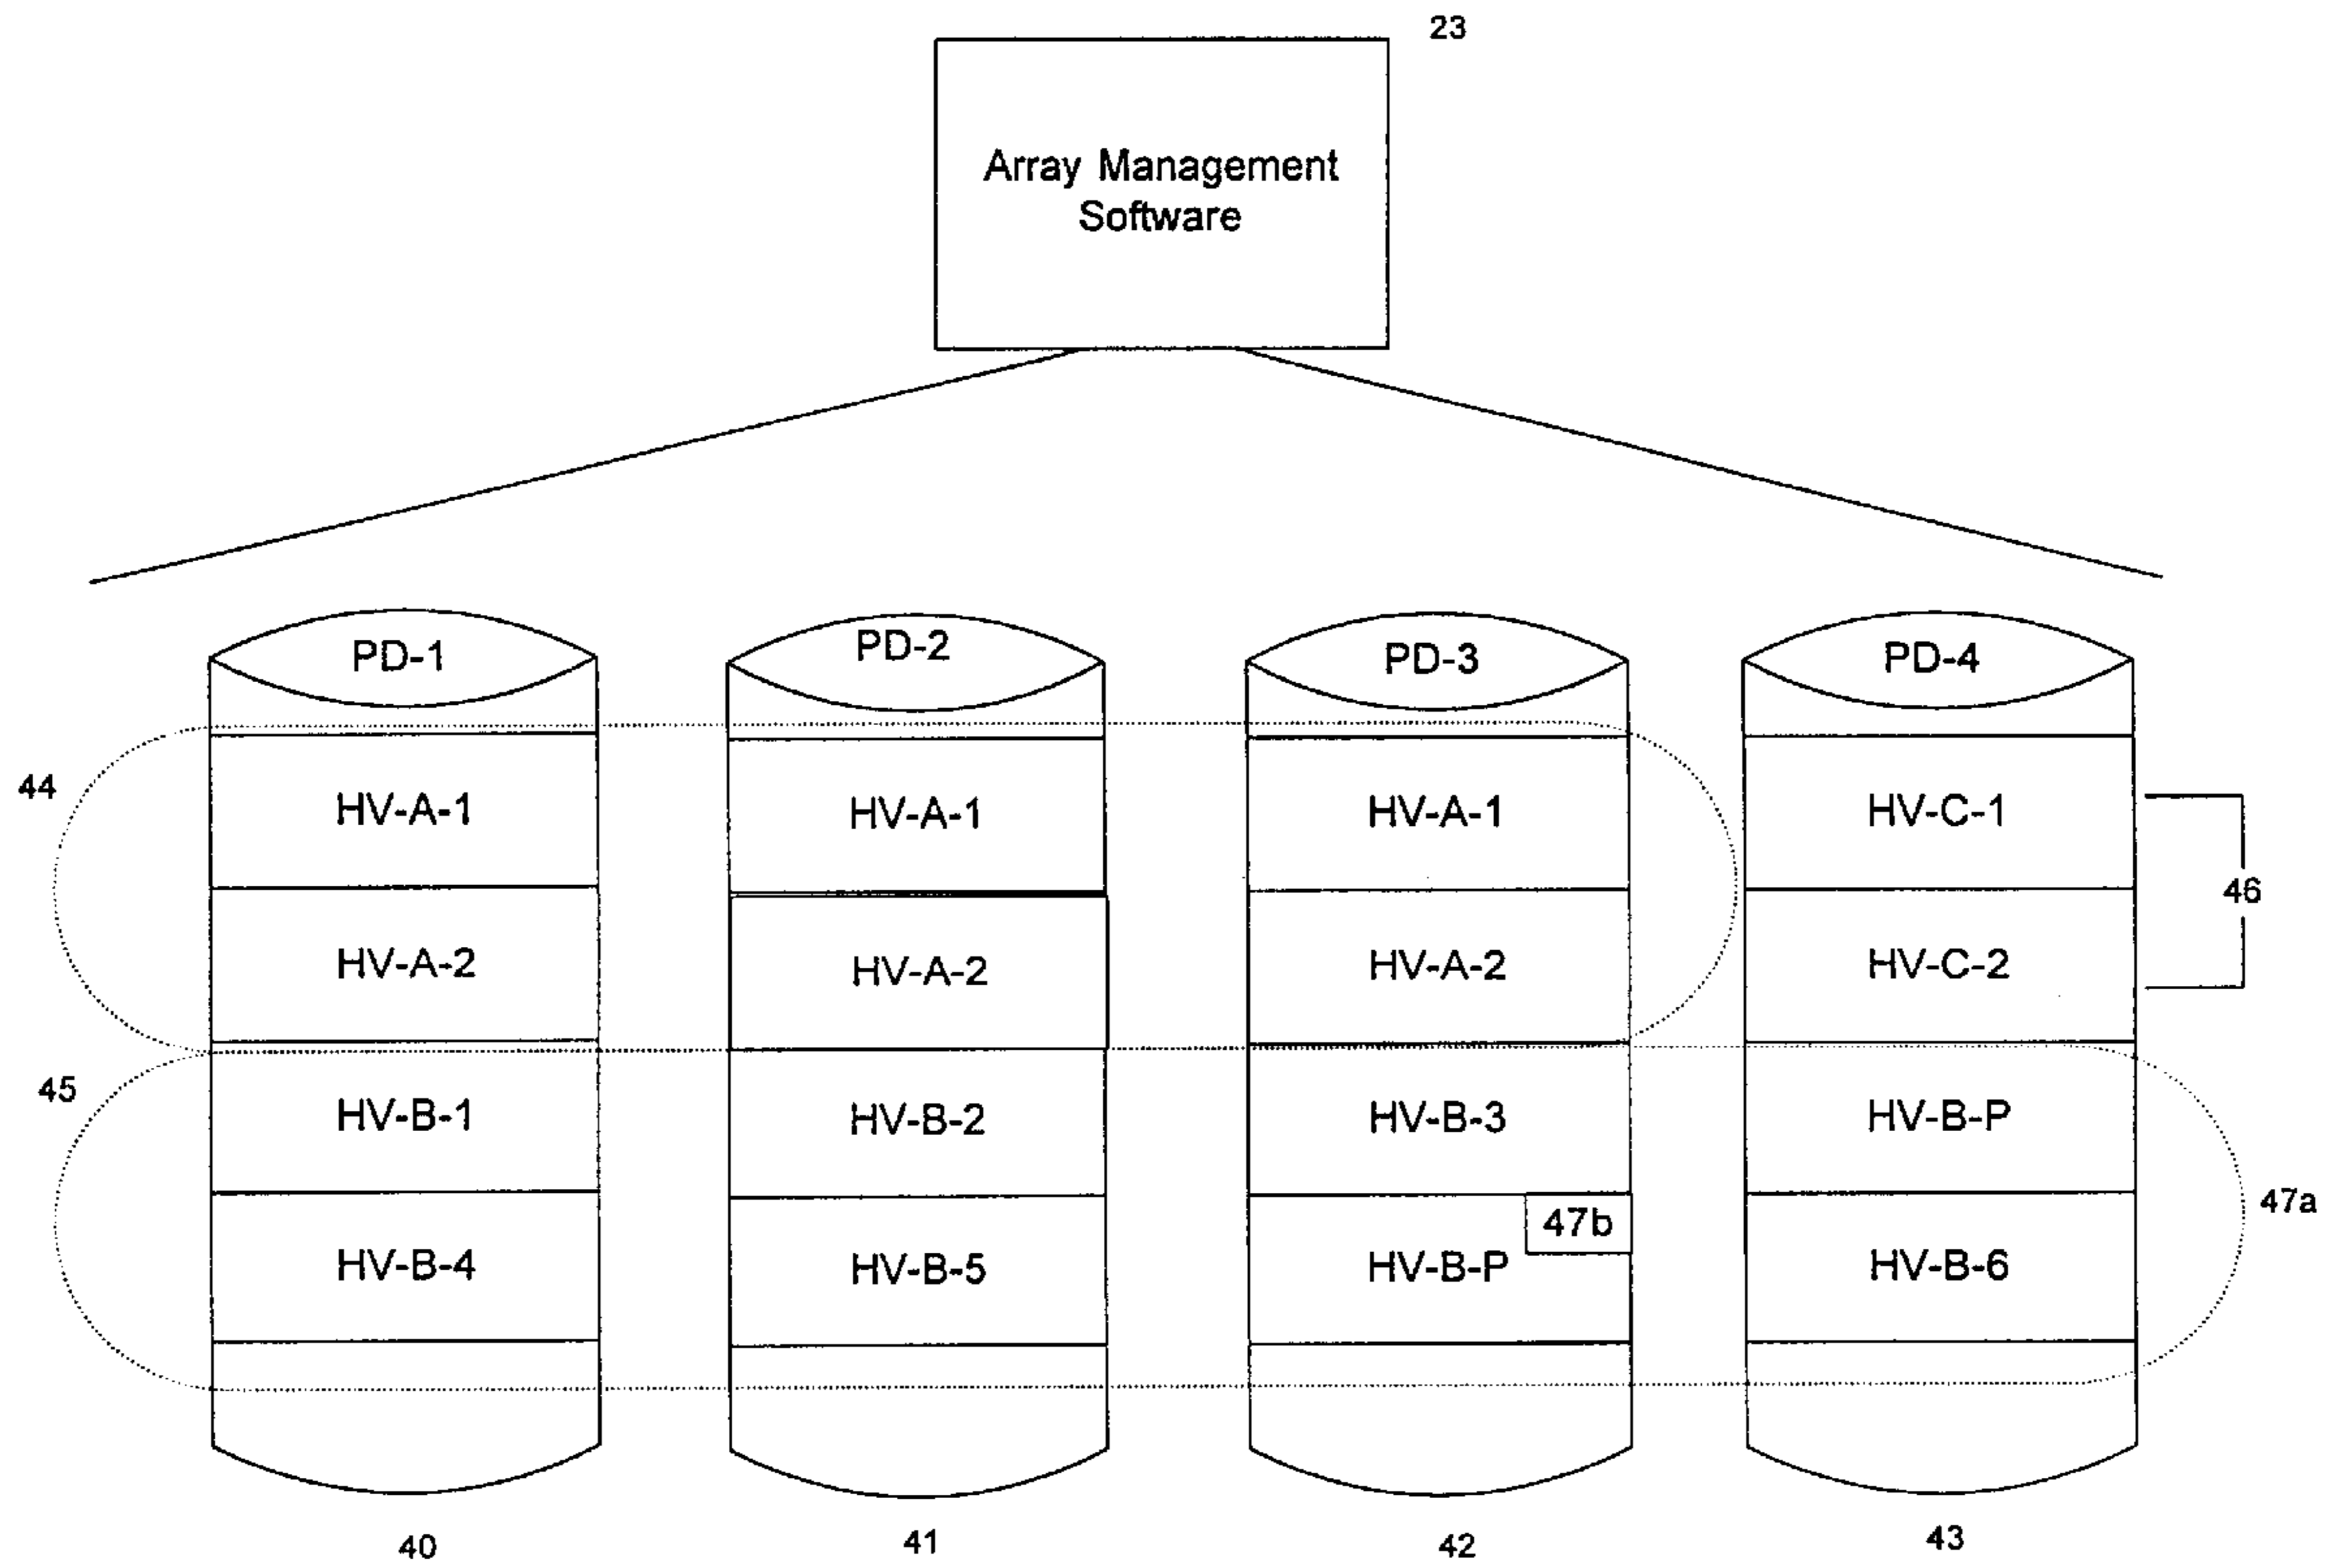 23
Array Management
Software
PD-1 PD-2 PD-3 PD-4
44
HV-A-1 HV-A-1 HV-A-1 HV-C-1
46
HV-A-2 HV-A-2 HV-A-2 HV-C-2
45
HV-B-1 HV-B-2 HV-B-3 HV-B-P
47a
47b
HV-B-4 HV-B-5 HV-B-P HV-B-6
40 41 42 43